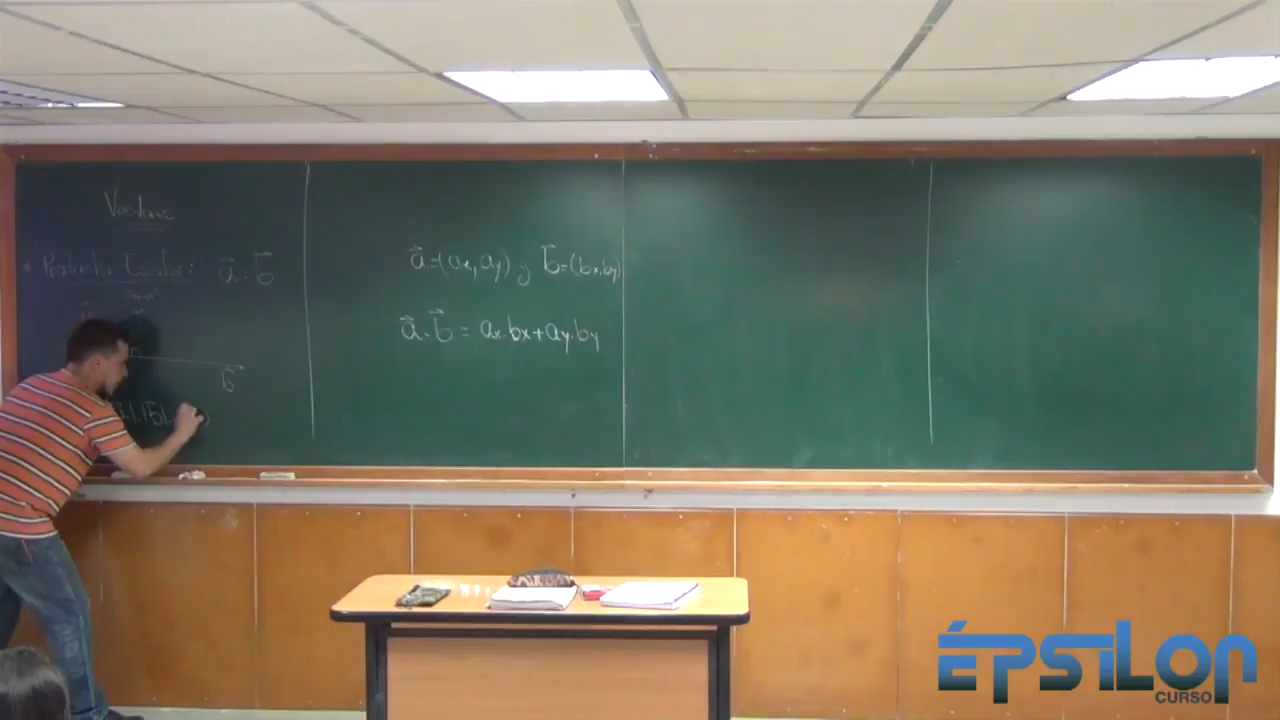 Vectores
* Producto Escalar: a⃗ · b⃗
b⃗
|.|b⃗|.
a⃗=(ax, ay) y b⃗=(bx, by)
a⃗·b⃗ = ax·bx+ay·by
ÉPSILON
CURSO